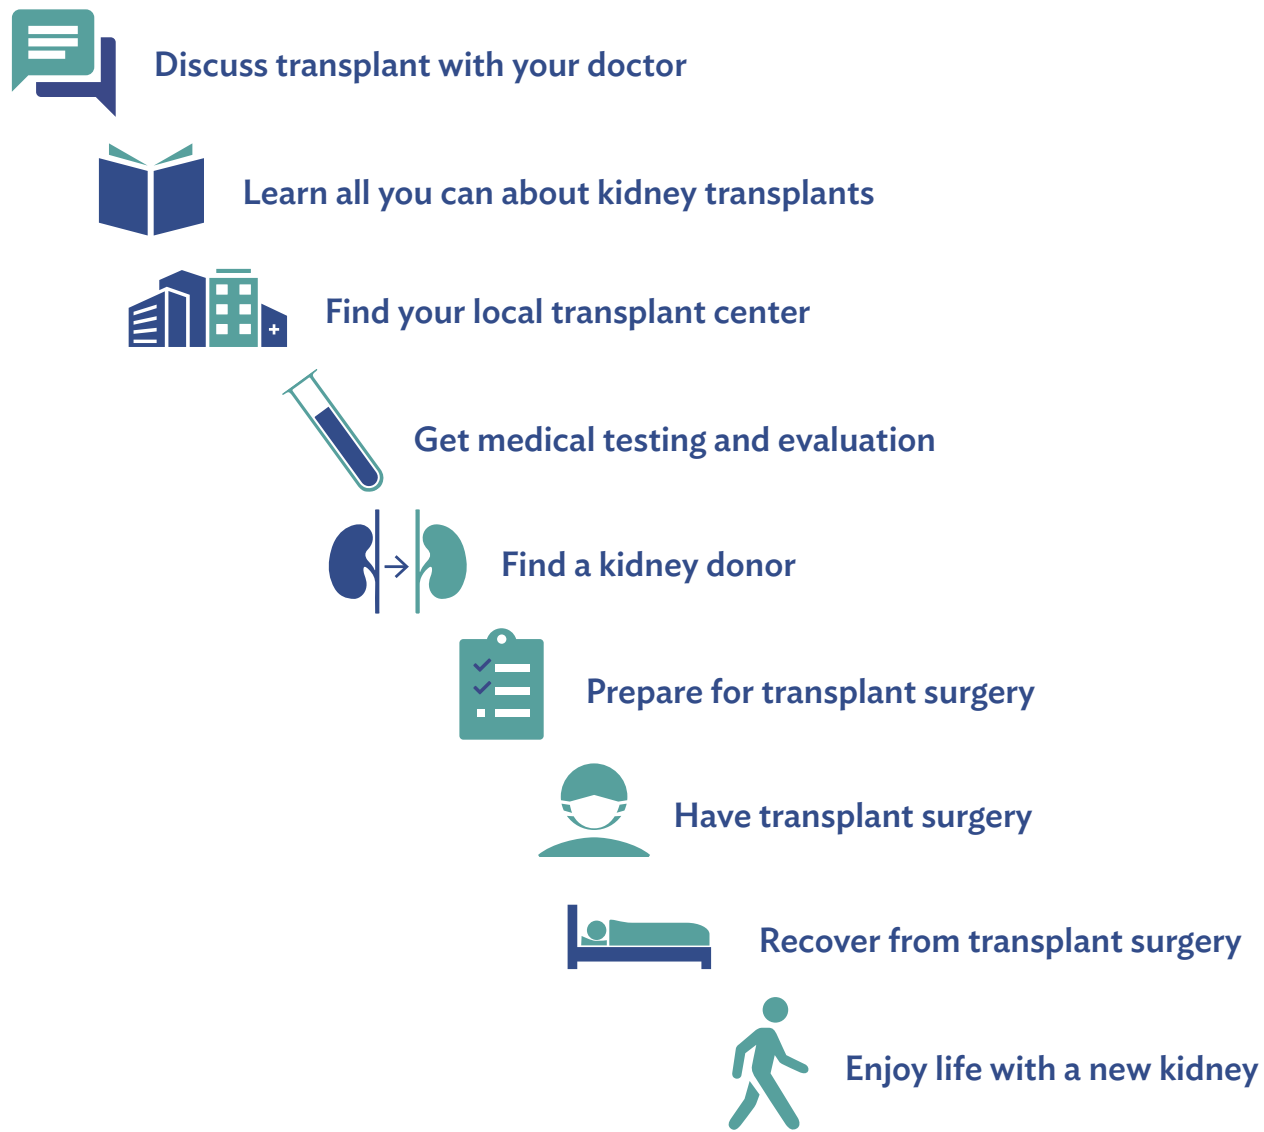 Discuss transplant with your doctor
Learn all you can about kidney transplants
Find your local transplant center
Get medical testing and evaluation
Find a kidney donor
Prepare for transplant surgery
Have transplant surgery
Recover from transplant surgery
Enjoy life with a new kidney